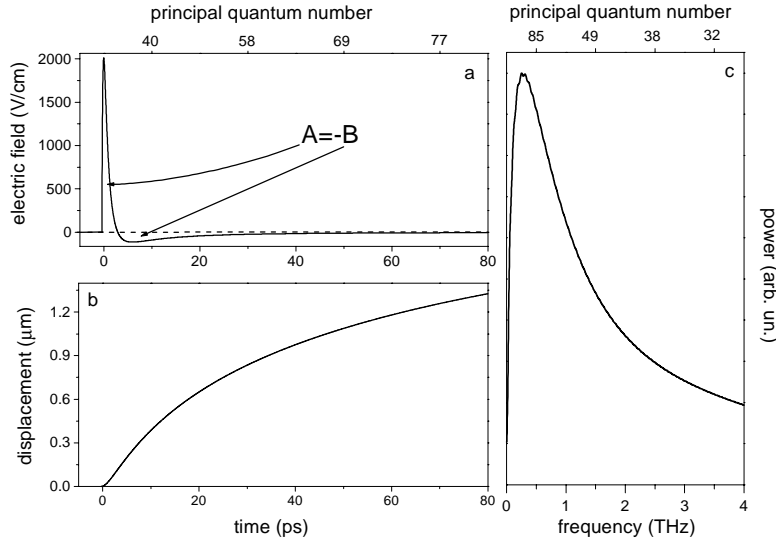 principal quantum number
40 58 69 77
a
2000
1500
1000
500
0
electric field (V/cm)
A=-B
0 20 40 60 80
b
1.2
0.9
0.6
0.3
0.0
displacement (μm)
0 20 40 60 80
time (ps)
principal quantum number
85 49 38 32
c
power (arb. un.)
0 1 2 3 4
frequency (THz)